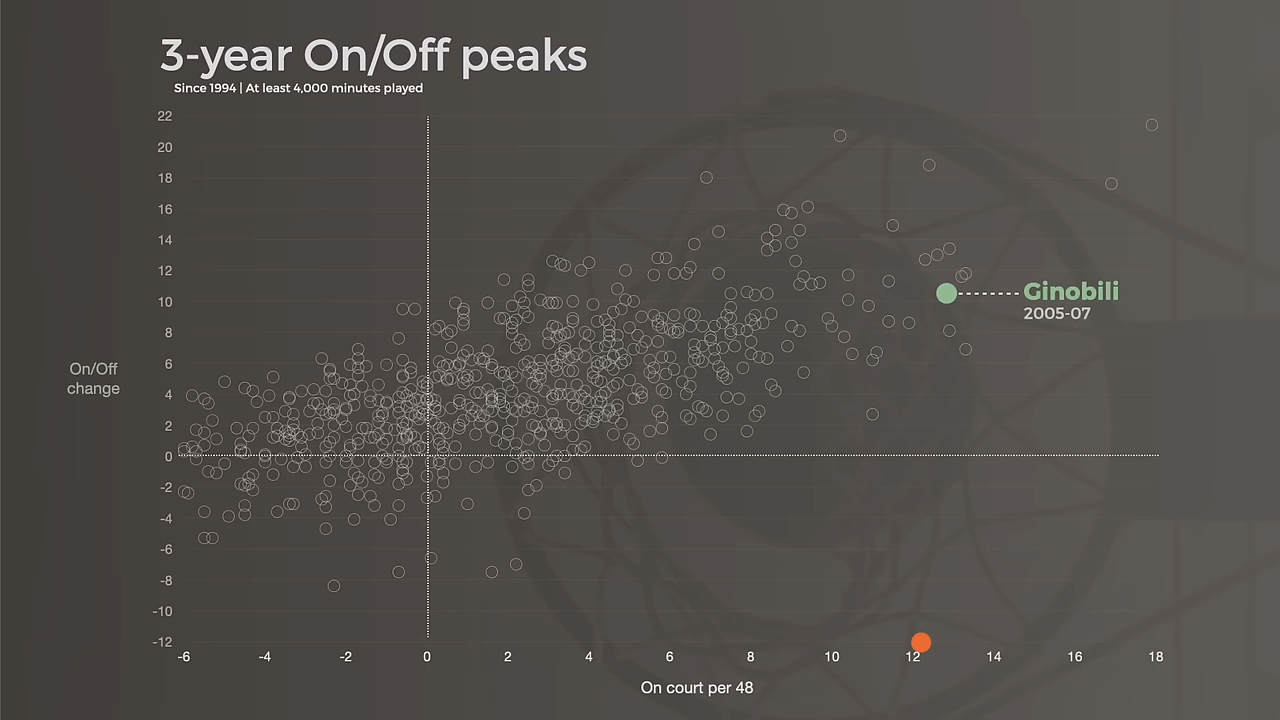 3-year On/Off peaks
Since 1994 | At least 4,000 minutes played
22
20
18
16
14
12
10
8
6
4
2
0
-2
-4
-6
-8
-10
-12
On/Off
change
Ginobili
2005-07
-6 -4 -2 0 2 4 6 8 10 12 14 16 18
On court per 48